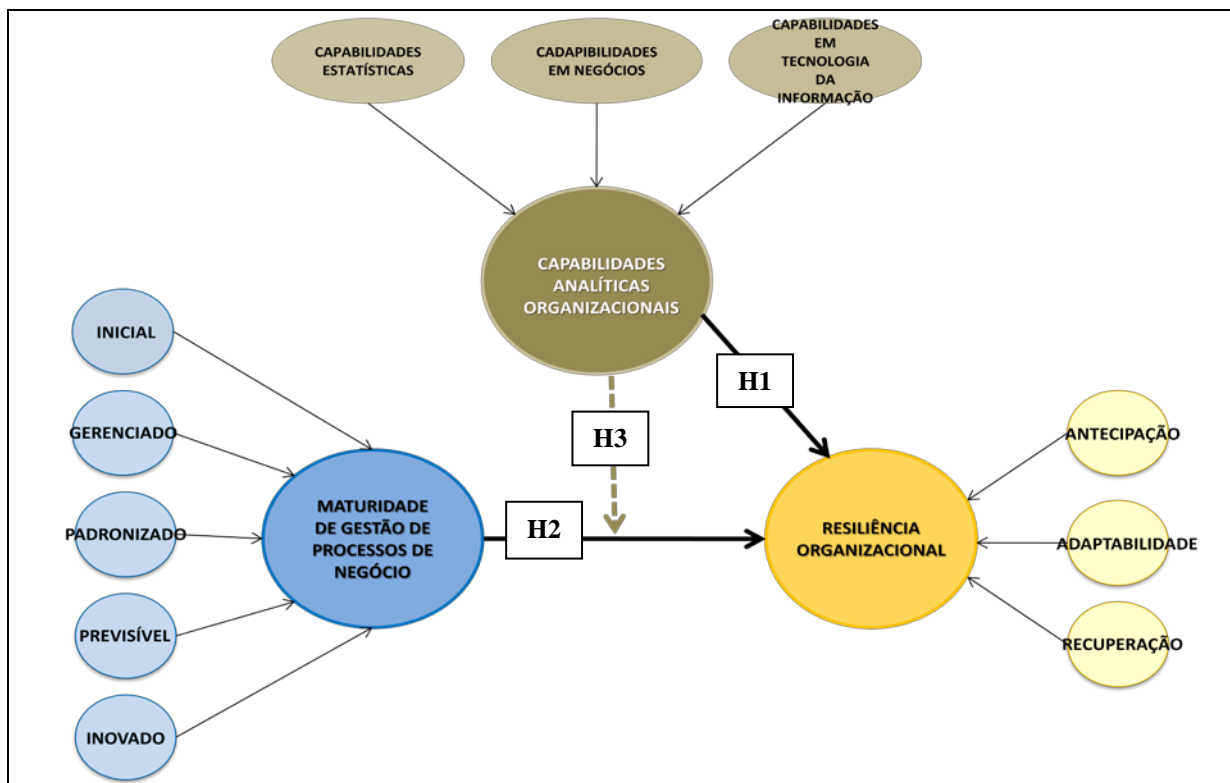 CAPABILIDADES
ESTATÍSTICAS
CADAPIBILIDADES
EM NEGÓCIOS
CAPABILIDADES
EM
TECNOLOGIA
DA
INFORMAÇÃO
CAPABILIDADES
ANALÍTICAS
ORGANIZACIONAIS
INICIAL
GERENCIADO
PADRONIZADO
PREVISÍVEL
INOVADO
MATURIDADE
DE GESTÃO DE
PROCESSOS DE
NEGÓCIO
H1
H3
H2
RESILIÊNCIA
ORGANIZACIONAL
ANTECIPAÇÃO
ADAPTABILIDADE
RECUPERAÇÃO